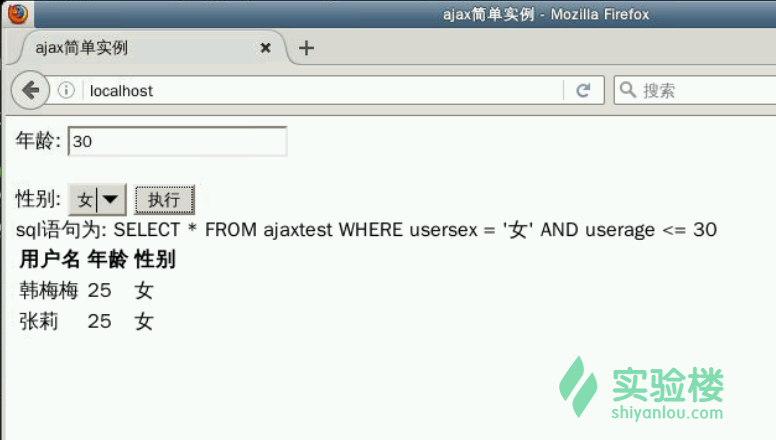 ajax简单实例 - Mozilla Firefox
ajax简单实例
localhost
搜索
年龄: 30
性别: 女 执行
sql语句为: SELECT * FROM ajaxtest WHERE usersex = '女' AND userage <= 30
用户名 年龄 性别
韩梅梅 25 女
张莉 25 女
实验楼
shiyanlou.com